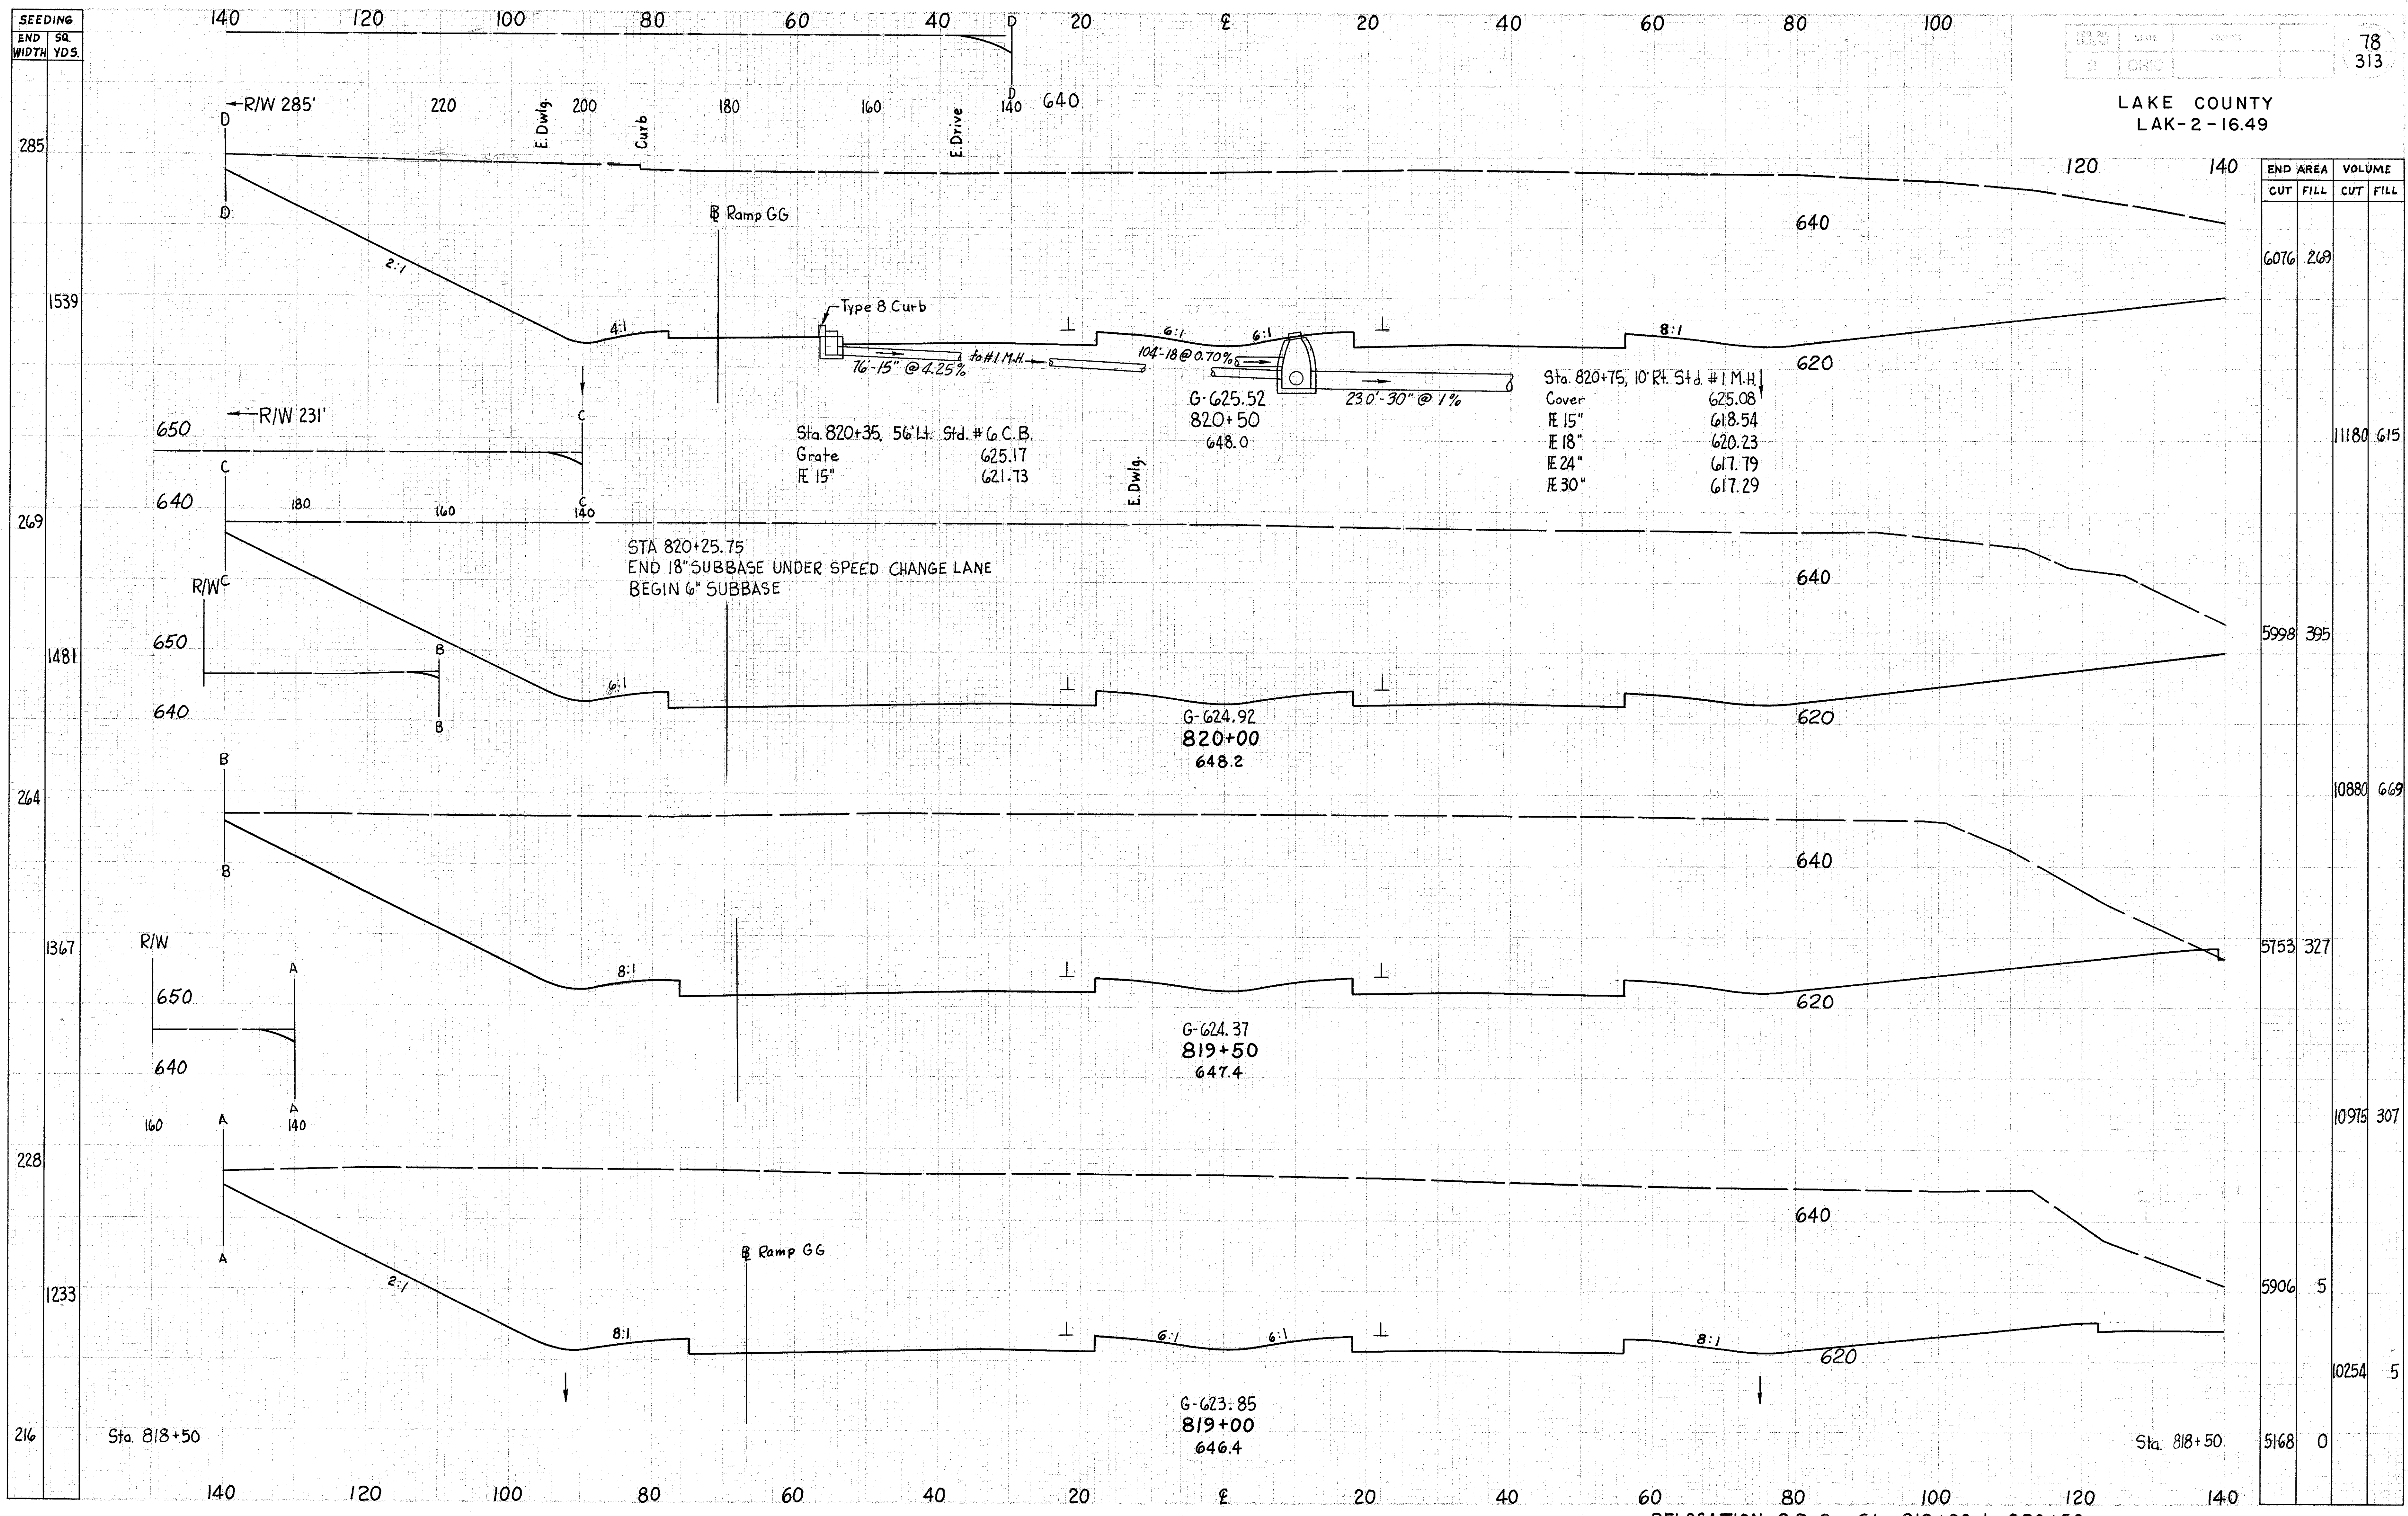 SEEDING
END WIDTH
SQ. YDS.
140 120 100 80 60 40 D 20 ℄ 20 40 60 80 100
2 OHIO
78
313
LAKE COUNTY
LAK-2-16.49
←R/W 285' 220 200 180 160 140 640
D
E. Dwlg.
Curb
E. Drive
D
120 140
END AREA VOLUME
CUT FILL CUT FILL
285
D
Ramp GG
640
2:1
6076 269
1539
Type 8 Curb
4:1
⊥
6:1
6:1
⊥
8:1
76'-15" @ 4.25%
to #1 M.H.
104'-18 @ 0.70%
230'-30" @ 1%
620
G-625.52
820+50
648.0
Sta. 820+75, 10' Rt. Std. #1 M.H.
Cover 625.08
FE 15" 618.54
FE 18" 620.23
FE 24" 617.79
FE 30" 617.29
Sta. 820+35, 56' Lt. Std. #6 C.B.
Grate 625.17
FE 15" 621.73
11180 615
←R/W 231'
C
650
C
E. Dwlg.
640 180 160 C 140
269
STA 820+25.75
END 18" SUBBASE UNDER SPEED CHANGE LANE
BEGIN 6" SUBBASE
640
C
R/W
5998 395
650
B
1481
6:1
⊥
⊥
640
B
620
G-624.92
820+00
648.2
B
264
10880 669
640
B
R/W
1367
A
8:1
⊥
⊥
5753 327
650
620
G-624.37
819+50
647.4
640
A
160 A 140
10975 307
228
640
Ramp GG
A
2:1
1233
5906 5
8:1
⊥
6:1
6:1
⊥
8:1
620
10254 5
G-623.85
819+00
646.4
216 Sta. 818+50
Sta. 818+50 5168 0
140 120 100 80 60 40 20 ℄ 20 40 60 80 100 120 140